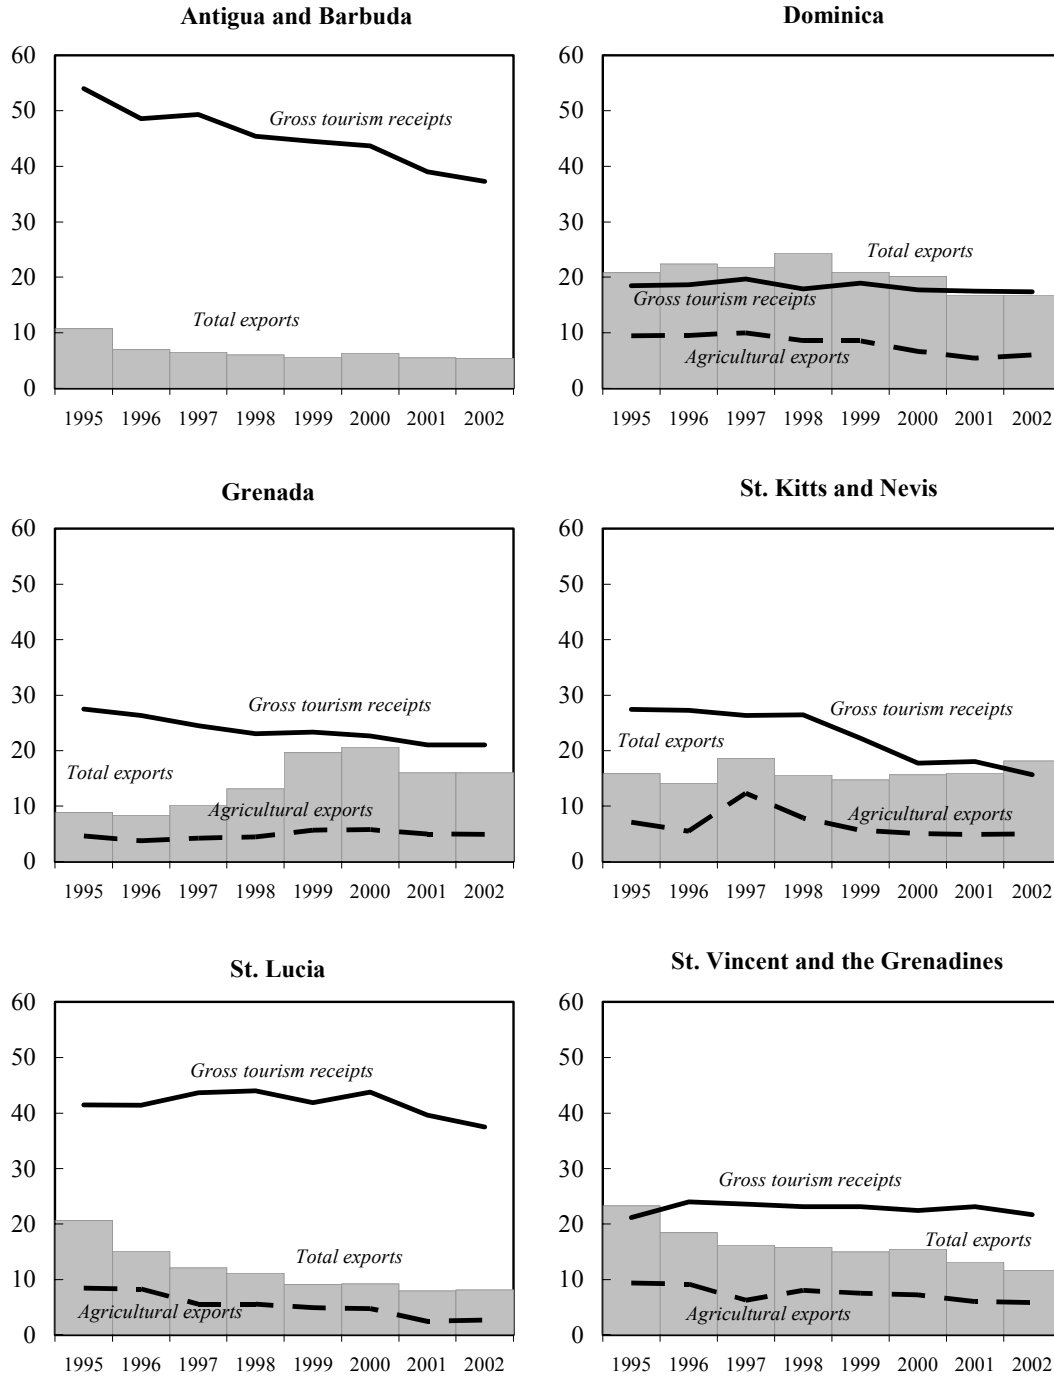 Antigua and Barbuda
60
50
40
30
20
10
0
Gross tourism receipts
Total exports
1995 1996 1997 1998 1999 2000 2001 2002
Dominica
60
50
40
30
20
10
0
Total exports
Gross tourism receipts
Agricultural exports
1995 1996 1997 1998 1999 2000 2001 2002
Grenada
60
50
40
30
20
10
0
Gross tourism receipts
Total exports
Agricultural exports
1995 1996 1997 1998 1999 2000 2001 2002
St. Kitts and Nevis
60
50
40
30
20
10
0
Gross tourism receipts
Total exports
Agricultural exports
1995 1996 1997 1998 1999 2000 2001 2002
St. Lucia
60
50
40
30
20
10
0
Gross tourism receipts
Total exports
Agricultural exports
1995 1996 1997 1998 1999 2000 2001 2002
St. Vincent and the Grenadines
60
50
40
30
20
10
0
Gross tourism receipts
Total exports
Agricultural exports
1995 1996 1997 1998 1999 2000 2001 2002